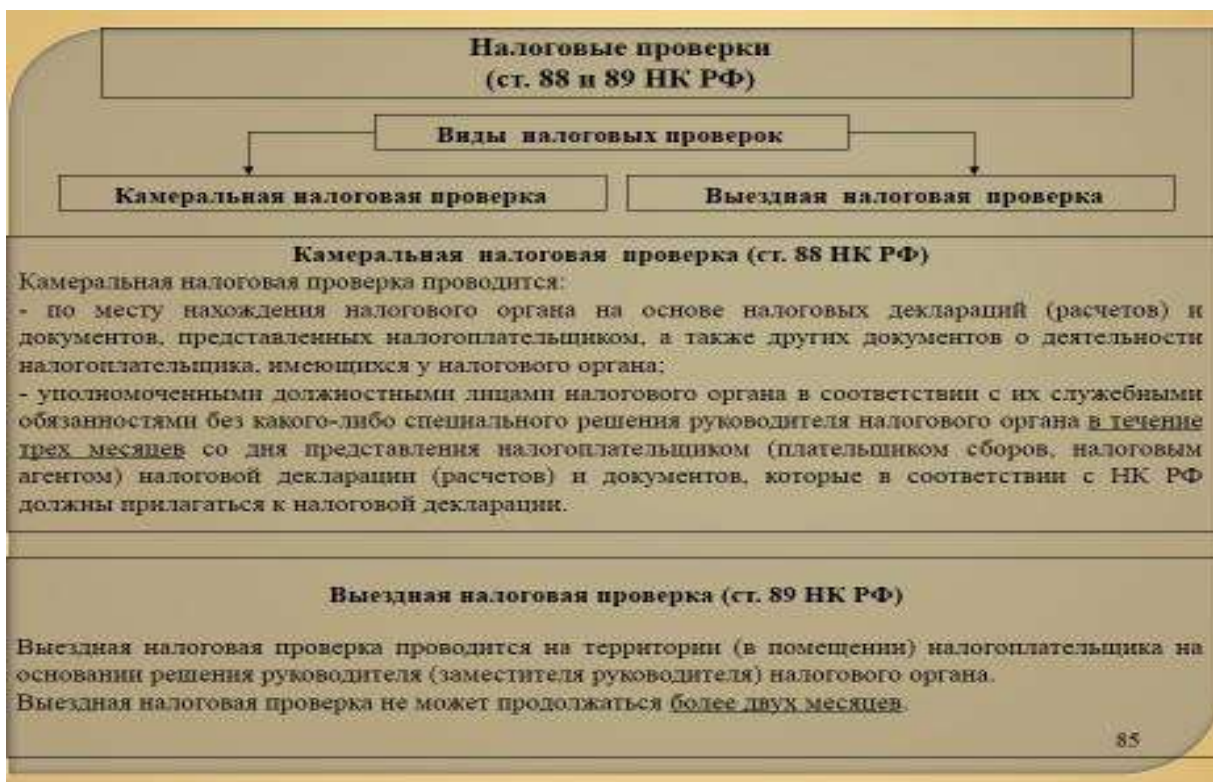 Налоговые проверки
(ст. 88 и 89 НК РФ)
Виды налоговых проверок
Камеральная налоговая проверка
Выездная налоговая проверка
Камеральная налоговая проверка (ст. 88 НК РФ)
Камеральная налоговая проверка проводится:
- по месту нахождения налогового органа на основе налоговых деклараций (расчетов) и
документов, представленных налогоплательщиком, а также других документов о деятельности
налогоплательщика, имеющихся у налогового органа;
- уполномоченными должностными лицами налогового органа в соответствии с их служебными
обязанностями без какого-либо специального решения руководителя налогового органа в течение
трех месяцев со дня представления налогоплательщиком (плательщиком сборов, налоговым
агентом) налоговой декларации (расчетов) и документов, которые в соответствии с НК РФ
должны прилагаться к налоговой декларации.
Выездная налоговая проверка (ст. 89 НК РФ)
Выездная налоговая проверка проводится на территории (в помещении) налогоплательщика на
основании решения руководителя (заместителя руководителя) налогового органа.
Выездная налоговая проверка не может продолжаться более двух месяцев.
85